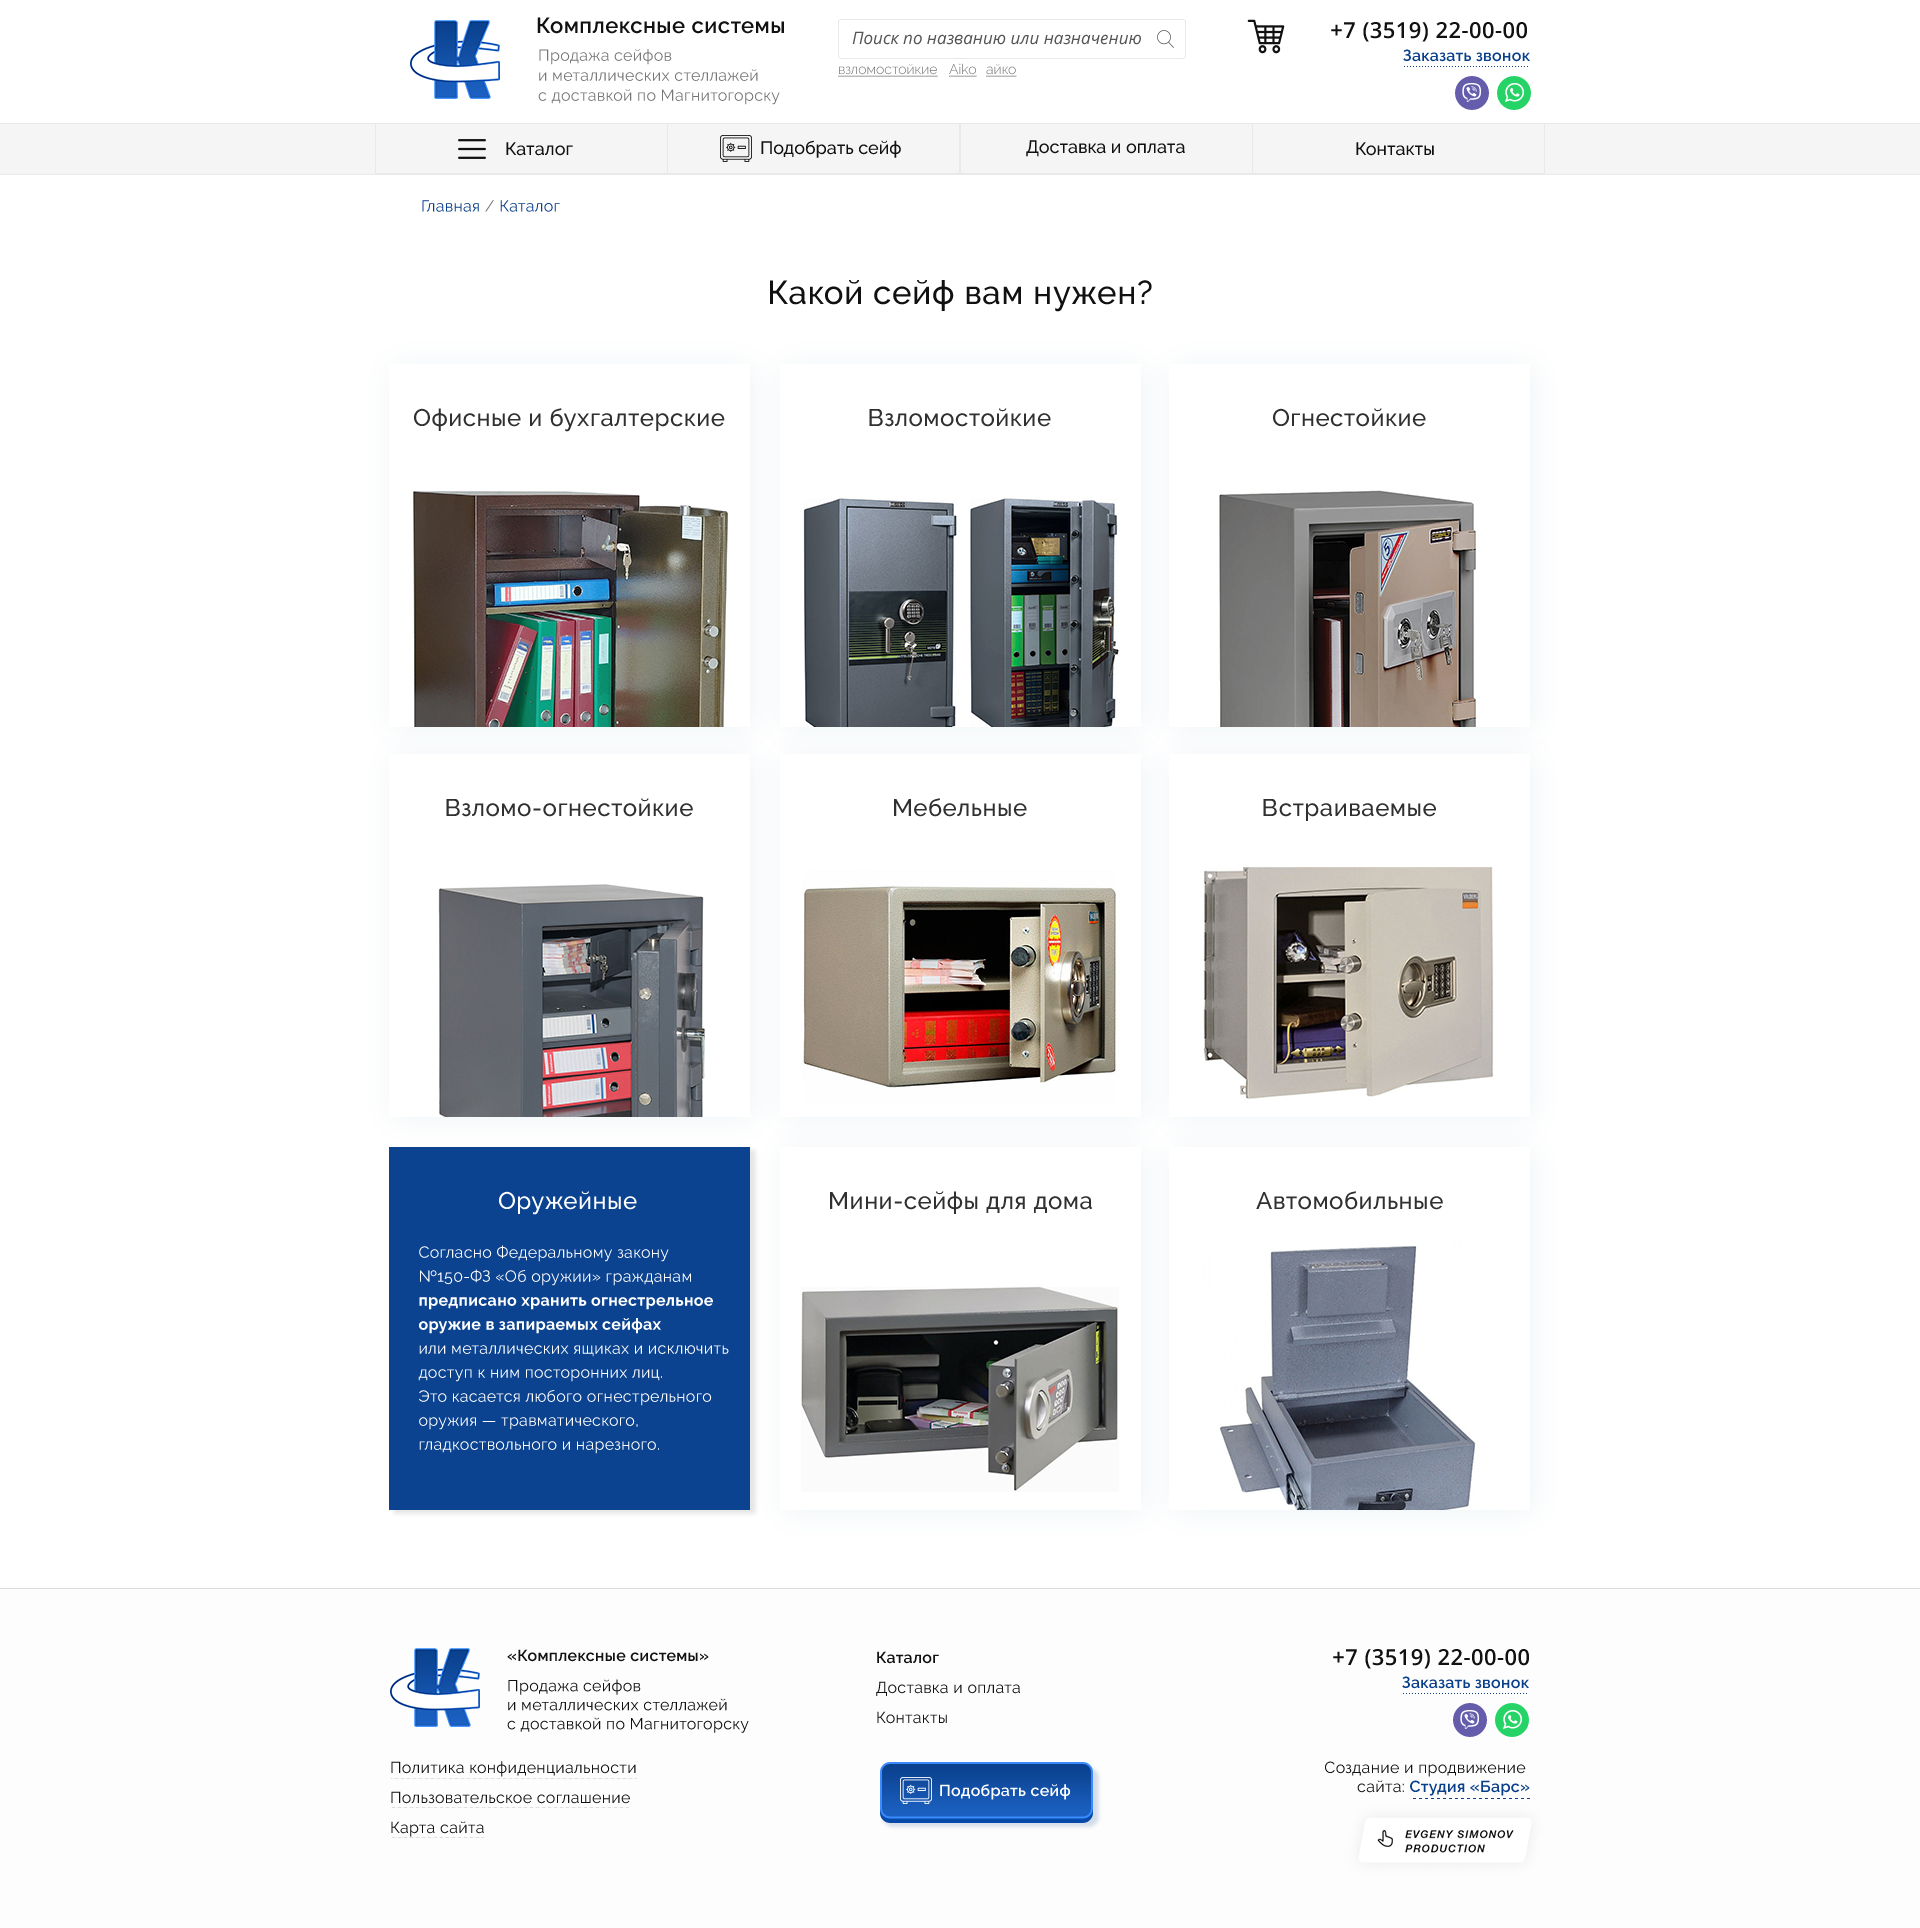 Комплексные системы
Продажа сейфов
и металлических стеллажей
с доставкой по Магнитогорску
Поиск по названию или назначению
взломостойкие Aiko айко
+7 (3519) 22-00-00
Заказать звонок
Каталог
Подобрать сейф
Доставка и оплата
Контакты
Главная / Каталог
Какой сейф вам нужен?
Офисные и бухгалтерские
Взломостойкие
Огнестойкие
Взломо-огнестойкие
Мебельные
Встраиваемые
Оружейные
Согласно Федеральному закону
№150-ФЗ «Об оружии» гражданам
предписано хранить огнестрельное
оружие в запираемых сейфах
или металлических ящиках и исключить
доступ к ним посторонних лиц.
Это касается любого огнестрельного
оружия — травматического,
гладкоствольного и нарезного.
Мини-сейфы для дома
Автомобильные
«Комплексные системы»
Продажа сейфов
и металлических стеллажей
с доставкой по Магнитогорску
Политика конфиденциальности
Пользовательское соглашение
Карта сайта
Каталог
Доставка и оплата
Контакты
Подобрать сейф
+7 (3519) 22-00-00
Заказать звонок
Создание и продвижение
сайта: Студия «Барс»
EVGENY SIMONOV
PRODUCTION